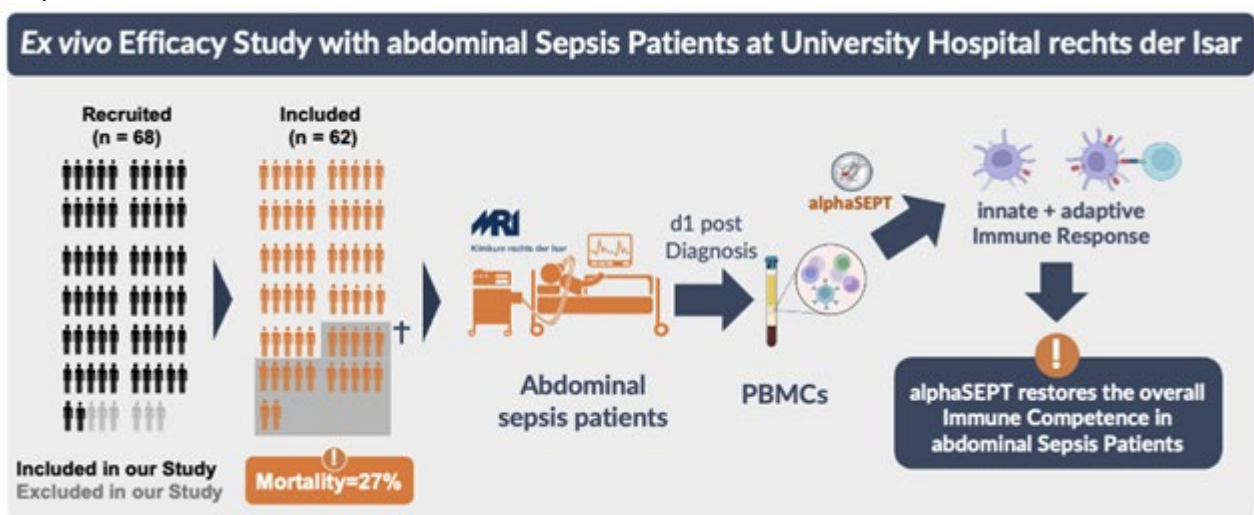 Ex vivo Efficacy Study with abdominal Sepsis Patients at University Hospital rechts der Isar
Recruited
(n = 68)
Included
(n = 62)
†
Included in our Study
Excluded in our Study
!
Mortality=27%
MRI
Klinikum rechts der Isar
Abdominal
sepsis patients
d1 post
Diagnosis
PBMCs
alphaSEPT
innate + adaptive
Immune Response
!
alphaSEPT restores the overall
Immune Competence in
abdominal Sepsis Patients